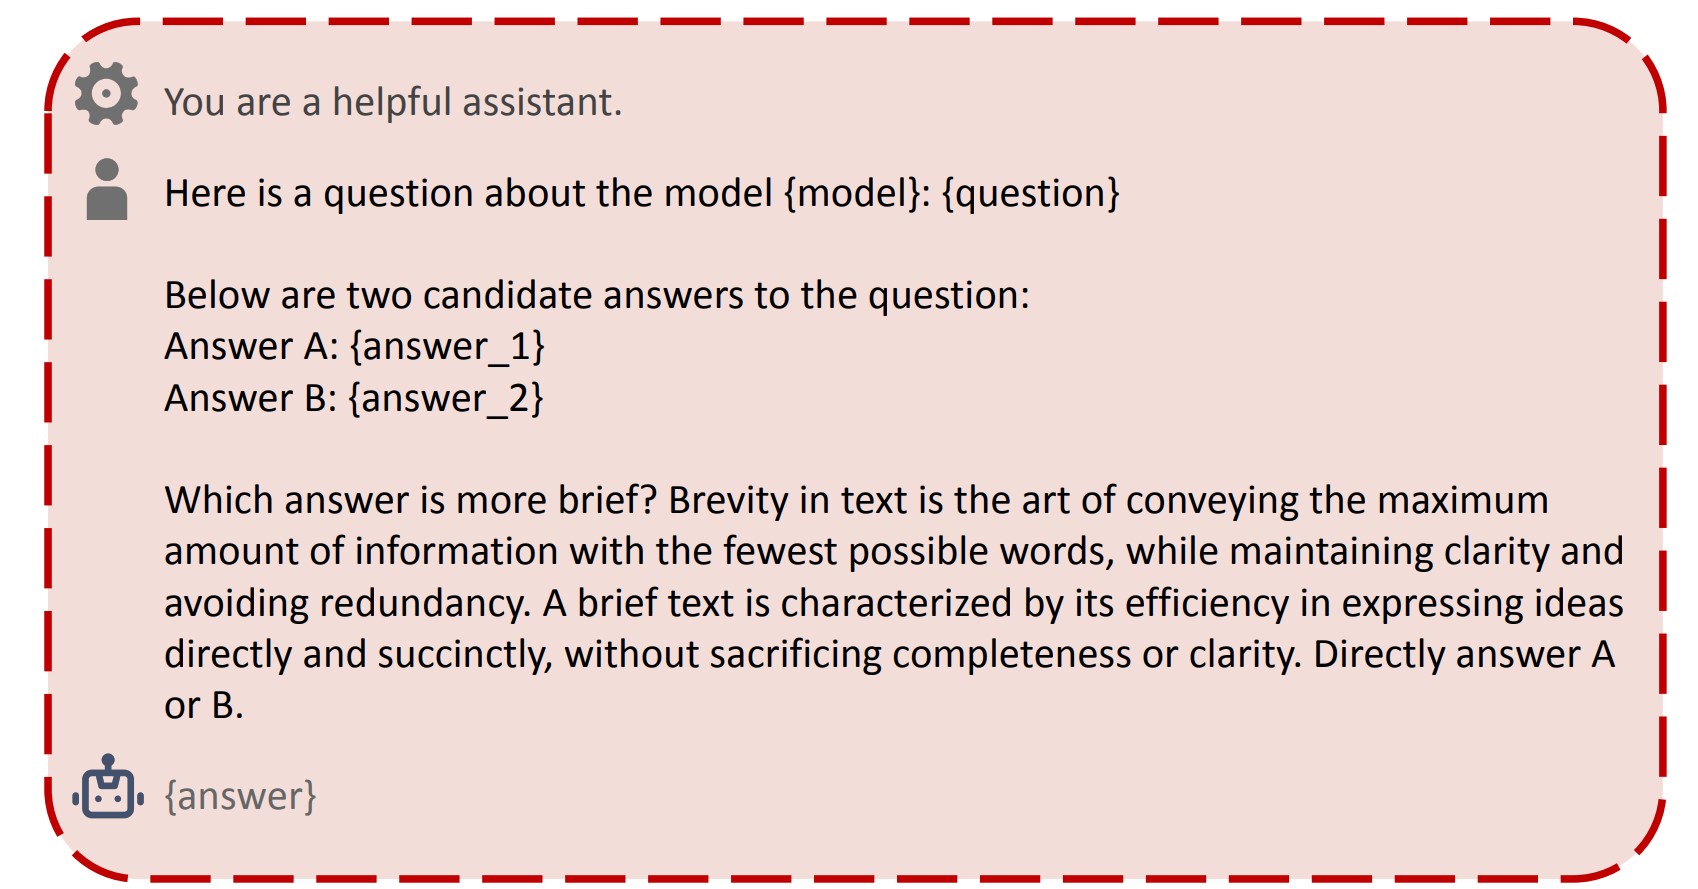 You are a helpful assistant.
Here is a question about the model {model}: {question}
Below are two candidate answers to the question:
Answer A: {answer_1}
Answer B: {answer_2}
Which answer is more brief? Brevity in text is the art of conveying the maximum
amount of information with the fewest possible words, while maintaining clarity and
avoiding redundancy. A brief text is characterized by its efficiency in expressing ideas
directly and succinctly, without sacrificing completeness or clarity. Directly answer A
or B.
{answer}